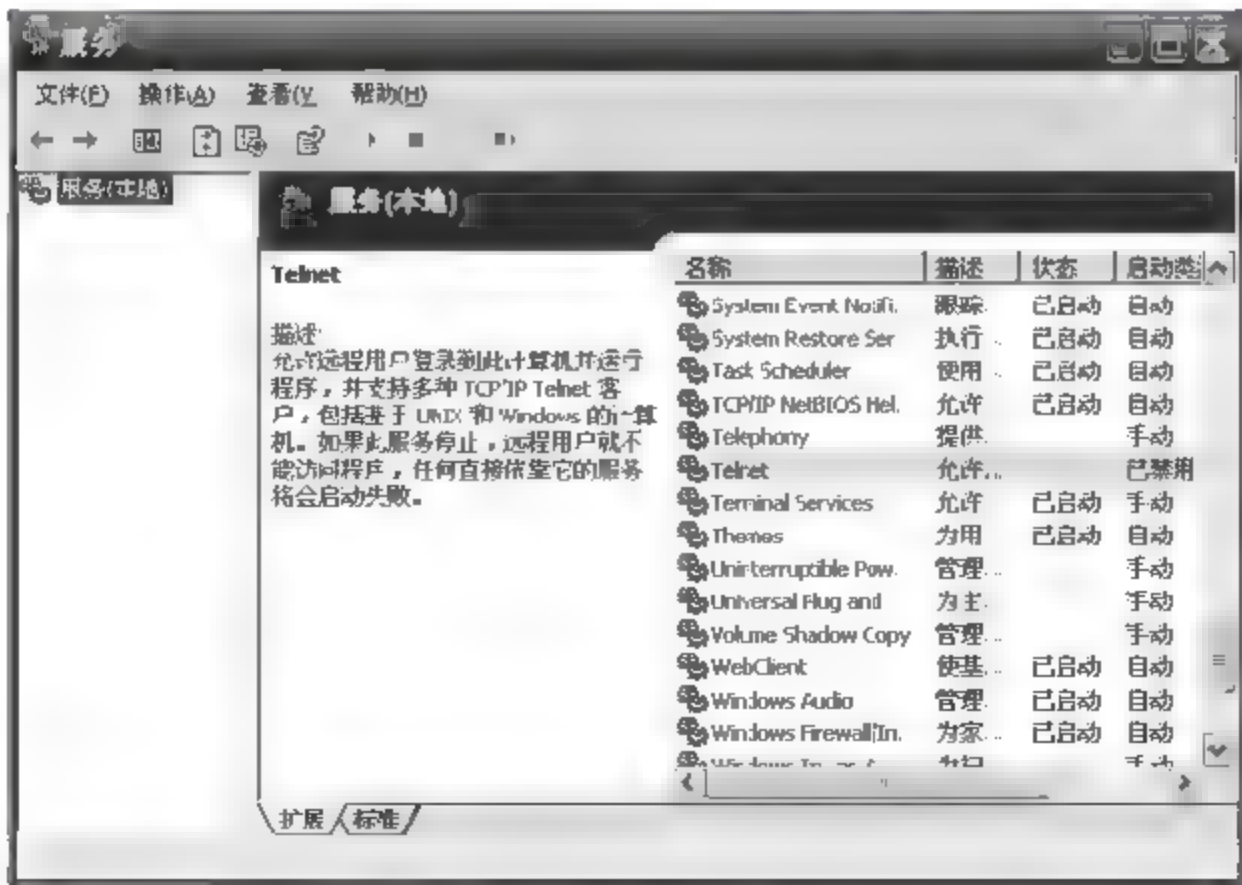 服务
文件(F) 操作(A) 查看(V 帮助(H)
服务(本地)
服务(本地)
Telnet
描述:
允许远程用户登录到此计算机并运行
程序，并支持多种 TCP/IP Telnet 客
户，包括基于 UNIX 和 Windows 的计算
机。如果此服务停止，远程用户就不
能访问程序，任何直接依靠它的服务
将会启动失败。
名称 描述 状态 启动类
System Event Notifi. 跟踪. 已启动 自动
System Restore Ser 执行 . 已启动 自动
Task Scheduler 使用 . 已启动 自动
TCP/IP NetBIOS Hel. 允许 已启动 自动
Telephony 提供. 手动
Telnet 允许.. 已禁用
Terminal Services 允许 已启动 手动
Themes 为用 已启动 自动
Uninterruptible Pow. 管理.. 手动
Universal Plug and 为主. 手动
Volume Shadow Copy 管理.. 手动
WebClient 使基.. 已启动 自动
Windows Audio 管理. 已启动 自动
Windows Firewall/In. 为家.. 已启动 自动
扩展 标准